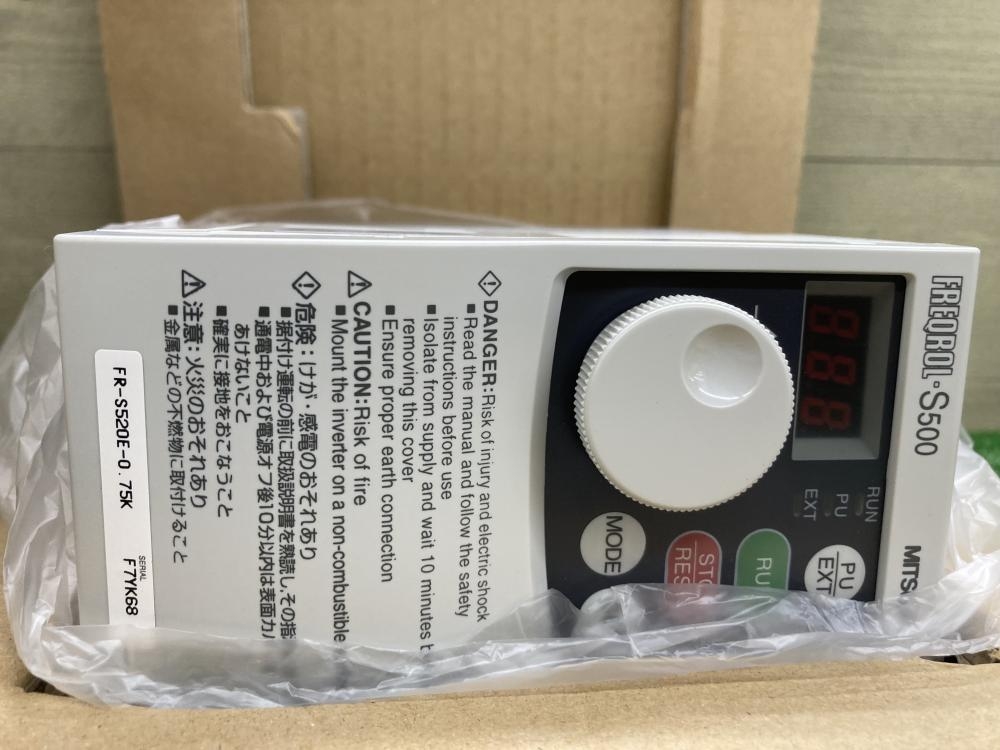 FREQROL-S500
888
RUN
PU
EXT
PU
EXT
RU
STO
RES
MODE
DANGER:Risk of injury and electric shock
■Read the manual and follow the safety
instructions before use
■Isolate from supply and wait 10 minutes b
removing this cover
■Ensure proper earth connection
CAUTION:Risk of fire
■Mount the inverter on a non-combustible
危険:けが、感電のおそれあり
■据付け運転の前に取扱説明書を熟読し、その指
■通電中および電源オフ後10分以内は表面カバ
あけないこと
■確実に接地をおこなうこと
注意:火災のおそれあり
■金属などの不燃物に取付けること
FR-S520E-0.75K
SERIAL
F7YK68